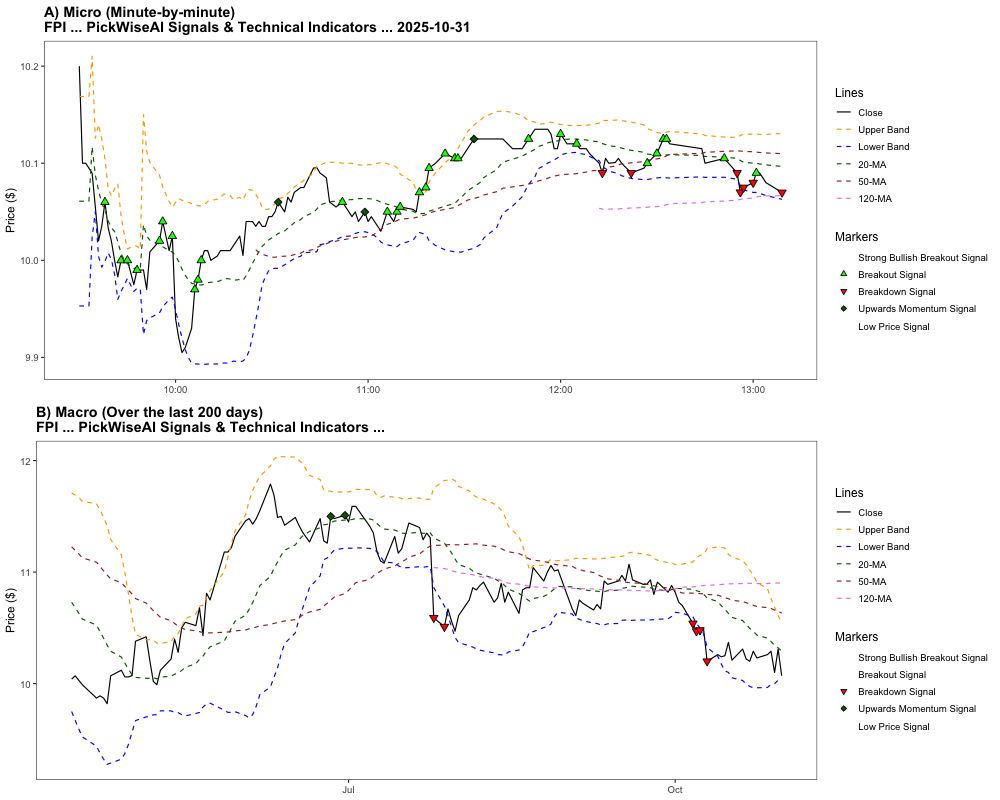 A) Micro (Minute-by-minute)
FPI ... PickWiseAI Signals & Technical Indicators ... 2025-10-31
Price ($)
10.2
10.1
10.0
9.9
10:00
11:00
12:00
13:00
Lines
Close
Upper Band
Lower Band
20-MA
50-MA
120-MA
Markers
Strong Bullish Breakout Signal
Breakout Signal
Breakdown Signal
Upwards Momentum Signal
Low Price Signal
B) Macro (Over the last 200 days)
FPI ... PickWiseAI Signals & Technical Indicators ...
Price ($)
12
11
10
Jul
Oct
Lines
Close
Upper Band
Lower Band
20-MA
50-MA
120-MA
Markers
Strong Bullish Breakout Signal
Breakout Signal
Breakdown Signal
Upwards Momentum Signal
Low Price Signal